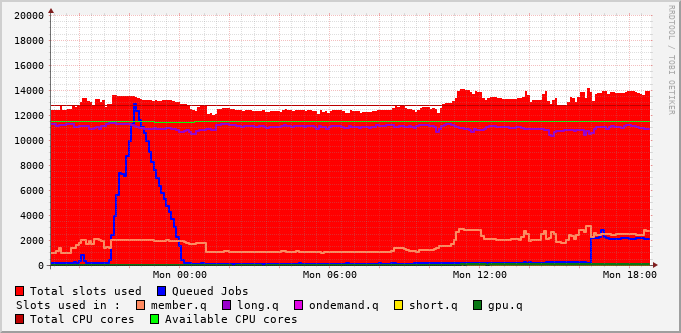 20000
18000
16000
14000
12000
10000
8000
6000
4000
2000
0
Mon 00:00 Mon 06:00 Mon 12:00 Mon 18:00
RRDTOOL / TOBI OETIKER
Total slots used Queued Jobs
Slots used in : member.q long.q ondemand.q short.q gpu.q
Total CPU cores Available CPU cores